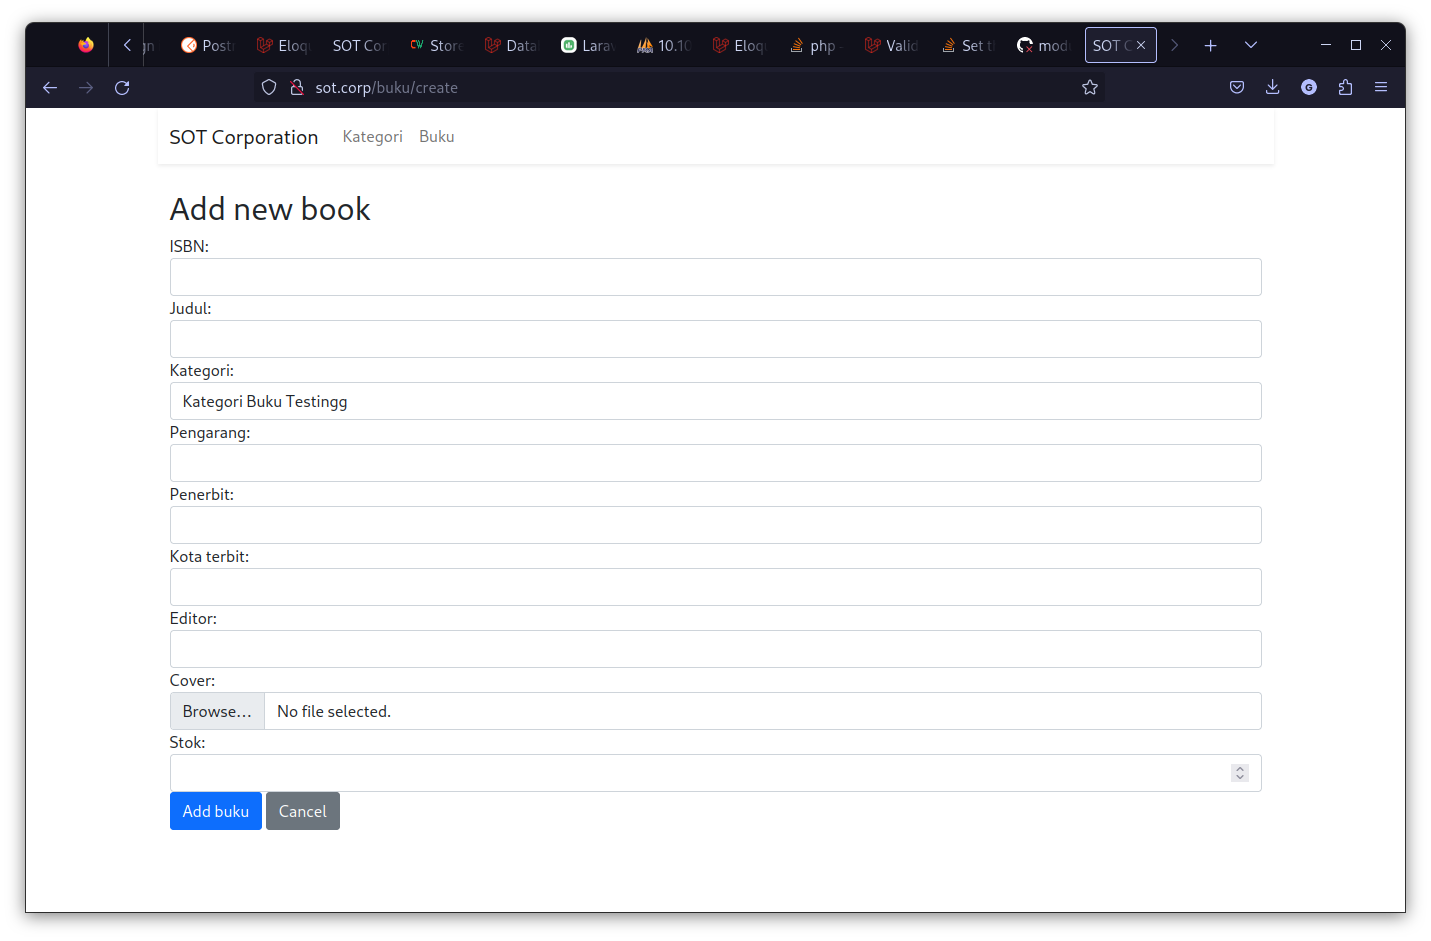 Post
Eloqu
SOT Cor
Store
Datal
Larav
10.10
Eloqu
php -
Valid
Set t
mod
SOT C
sot.corp/buku/create
SOT Corporation Kategori Buku
Add new book
ISBN:
Judul:
Kategori:
Kategori Buku Testingg
Pengarang:
Penerbit:
Kota terbit:
Editor:
Cover:
Browse... No file selected.
Stok:
Add buku Cancel